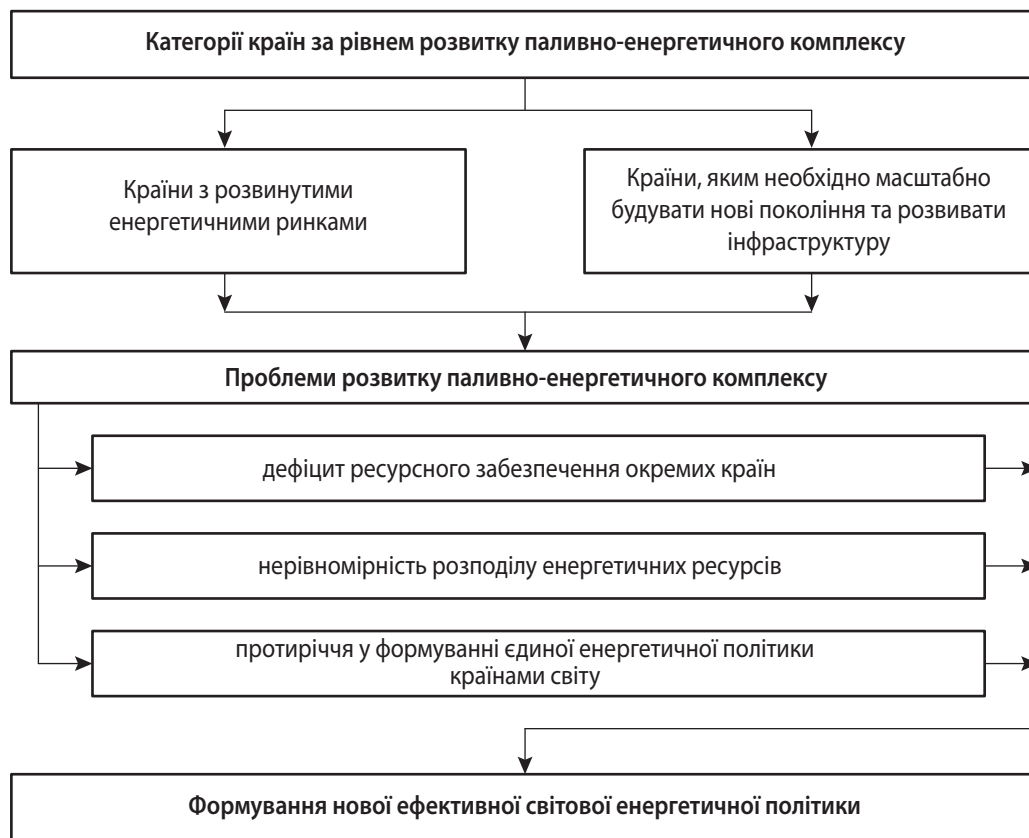 Категорії країн за рівнем розвитку паливно-енергетичного комплексу
Країни з розвинутими
енергетичними ринками
Країни, яким необхідно масштабно
будувати нові покоління та розвивати
інфраструктуру
Проблеми розвитку паливно-енергетичного комплексу
дефіцит ресурсного забезпечення окремих країн
нерівномірність розподілу енергетичних ресурсів
протиріччя у формуванні єдиної енергетичної політики
країнами світу
Формування нової ефективної світової енергетичної політики